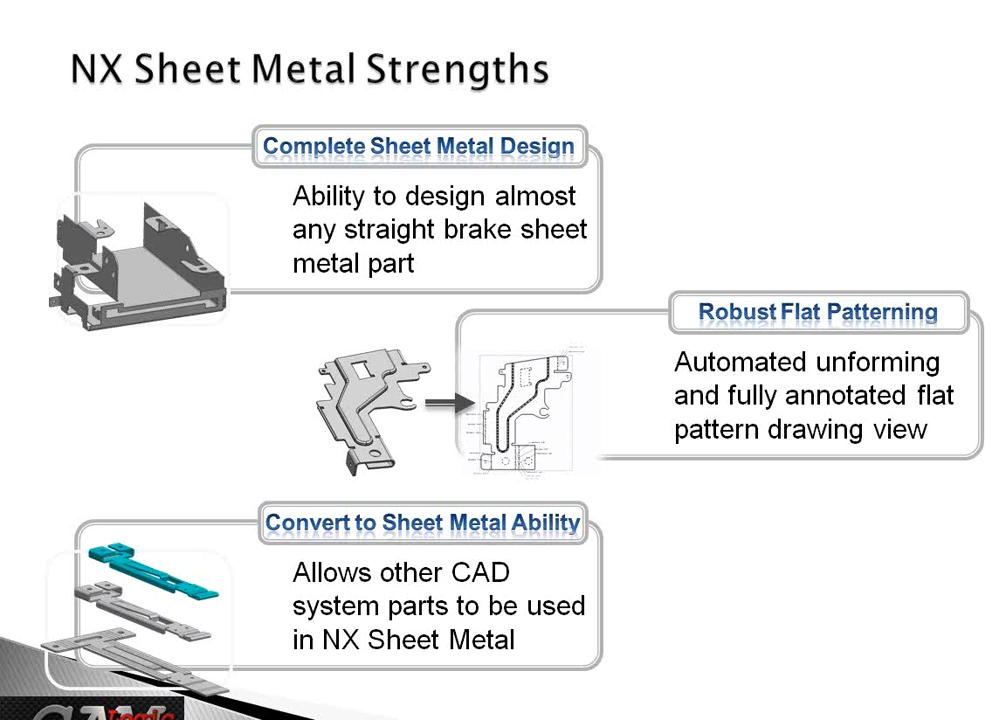 NX Sheet Metal Strengths
Complete Sheet Metal Design
Ability to design almost
any straight brake sheet
metal part
Robust Flat Patterning
Automated unforming
and fully annotated flat
pattern drawing view
Convert to Sheet Metal Ability
Allows other CAD
system parts to be used
in NX Sheet Metal